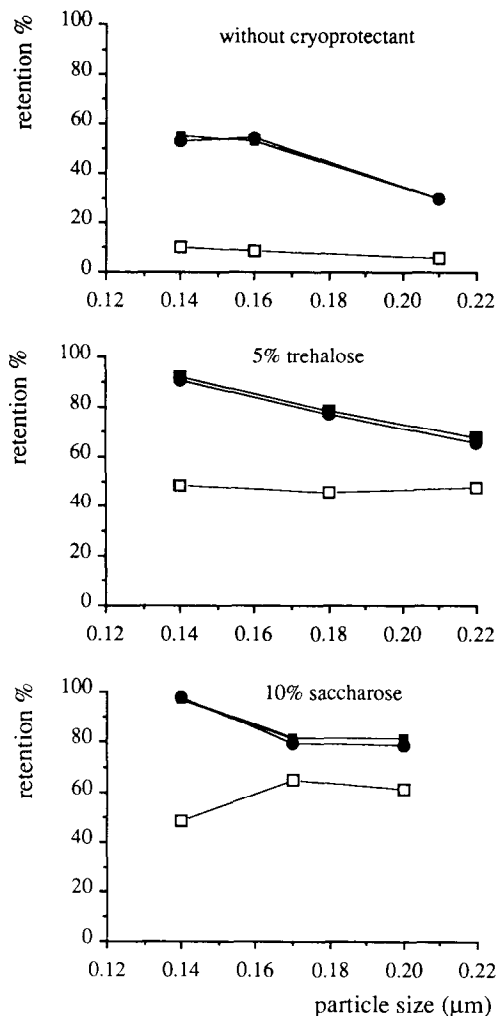 without cryoprotectant
retention %
100
80
60
40
20
0
0.12 0.14 0.16 0.18 0.20 0.22
5% trehalose
retention %
100
80
60
40
20
0
0.12 0.14 0.16 0.18 0.20 0.22
10% saccharose
retention %
100
80
60
40
20
0
0.12 0.14 0.16 0.18 0.20 0.22
particle size (μm)